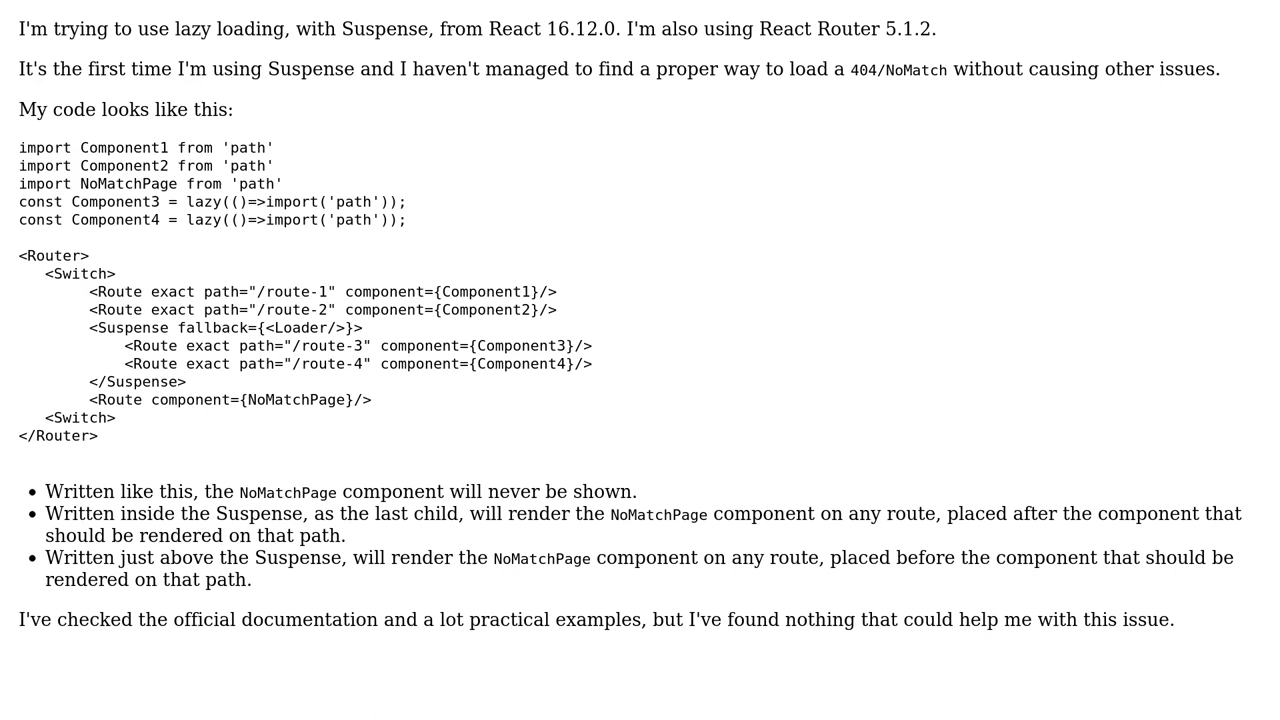 I'm trying to use lazy loading, with Suspense, from React 16.12.0. I'm also using React Router 5.1.2.
It's the first time I'm using Suspense and I haven't managed to find a proper way to load a 404/NoMatch without causing other issues.
My code looks like this:
import Component1 from 'path'
import Component2 from 'path'
import NoMatchPage from 'path'
const Component3 = lazy(()=>import('path'));
const Component4 = lazy(()=>import('path'));
<Router>
   <Switch>
        <Route exact path="/route-1" component={Component1}/>
        <Route exact path="/route-2" component={Component2}/>
        <Suspense fallback={<Loader/>}>
            <Route exact path="/route-3" component={Component3}/>
            <Route exact path="/route-4" component={Component4}/>
        </Suspense>
        <Route component={NoMatchPage}/>
   <Switch>
</Router>
• Written like this, the NoMatchPage component will never be shown.
• Written inside the Suspense, as the last child, will render the NoMatchPage component on any route, placed after the component that
should be rendered on that path.
• Written just above the Suspense, will render the NoMatchPage component on any route, placed before the component that should be
rendered on that path.
I've checked the official documentation and a lot practical examples, but I've found nothing that could help me with this issue.